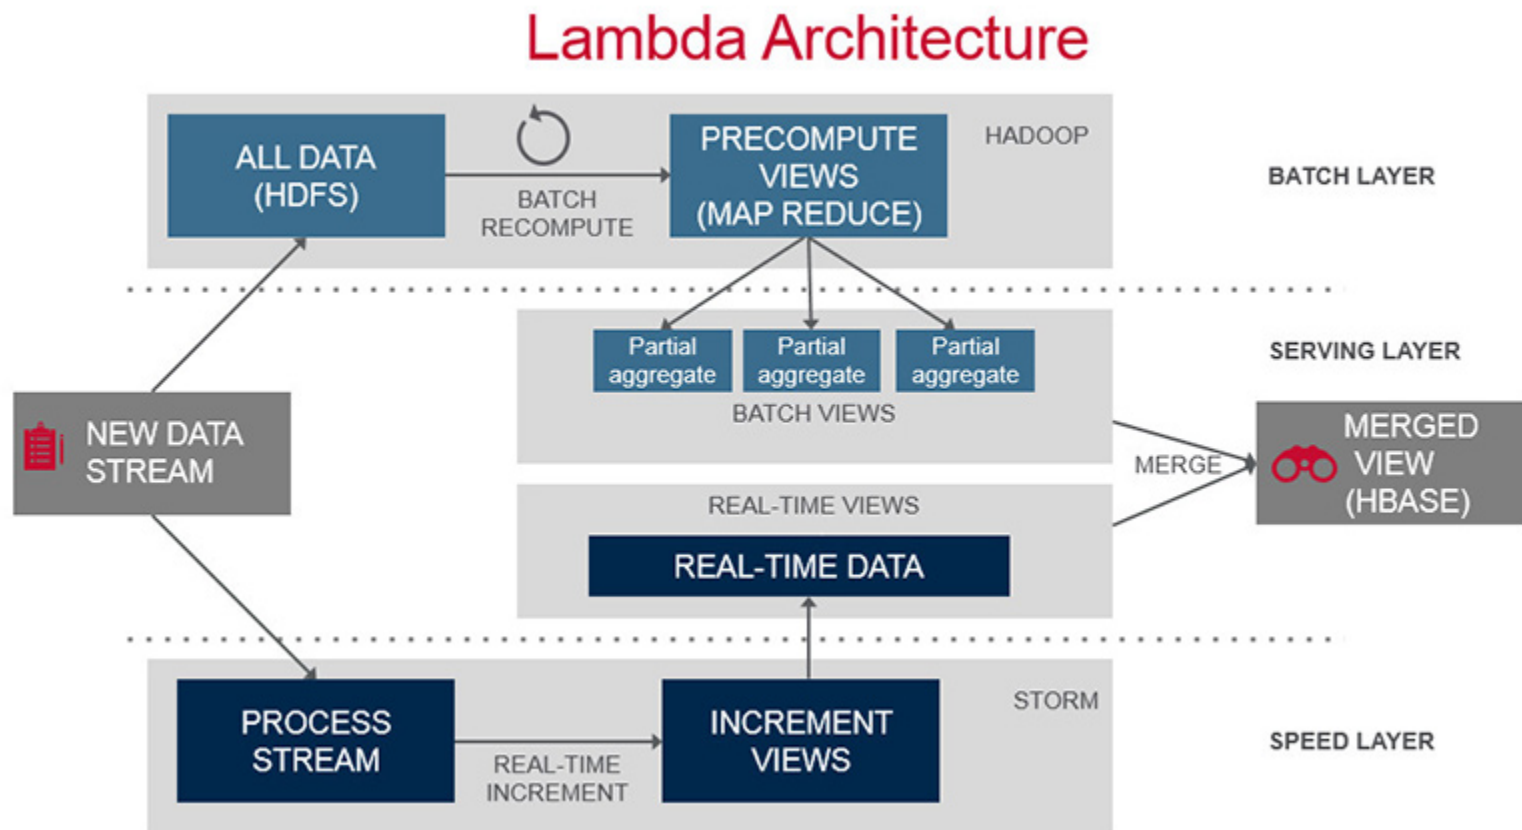 Lambda Architecture
ALL DATA
(HDFS)
BATCH
RECOMPUTE
PRECOMPUTE
VIEWS
(MAP REDUCE)
HADOOP
BATCH LAYER
Partial
aggregate
Partial
aggregate
Partial
aggregate
BATCH VIEWS
SERVING LAYER
NEW DATA
STREAM
MERGE
MERGED
VIEW
(HBASE)
REAL-TIME VIEWS
REAL-TIME DATA
PROCESS
STREAM
REAL-TIME
INCREMENT
INCREMENT
VIEWS
STORM
SPEED LAYER